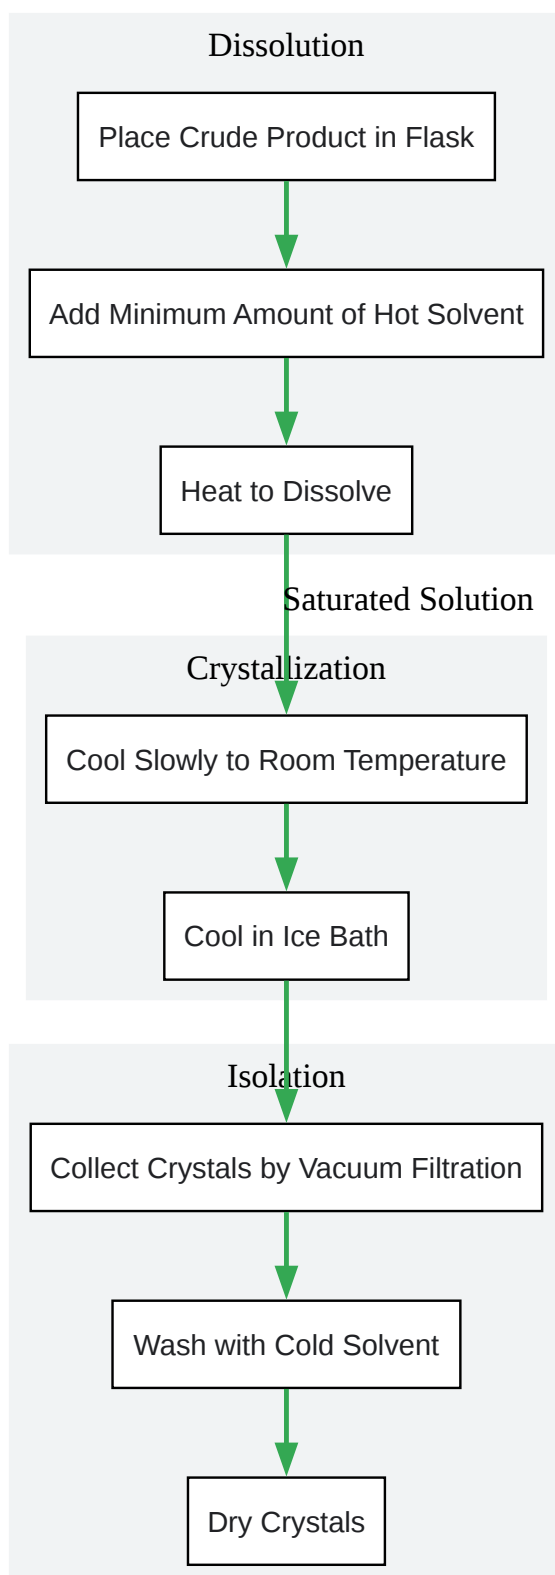 Dissolution
Place Crude Product in Flask
Add Minimum Amount of Hot Solvent
Heat to Dissolve
Saturated Solution
Crystallization
Cool Slowly to Room Temperature
Cool in Ice Bath
Isolation
Collect Crystals by Vacuum Filtration
Wash with Cold Solvent
Dry Crystals